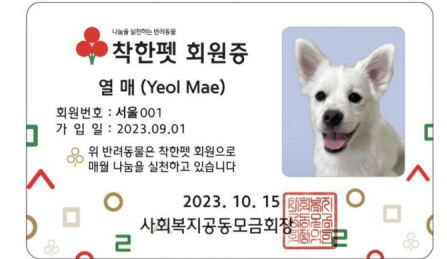 나눔을 실천하는 반려동물
착한펫 회원증
열 매 (Yeol Mae)
회원번호 : 서울001
가 입 일 : 2023.09.01
위 반려동물은 착한펫 회원으로
매월 나눔을 실천하고 있습니다
2023. 10. 15
사회복지공동모금회장